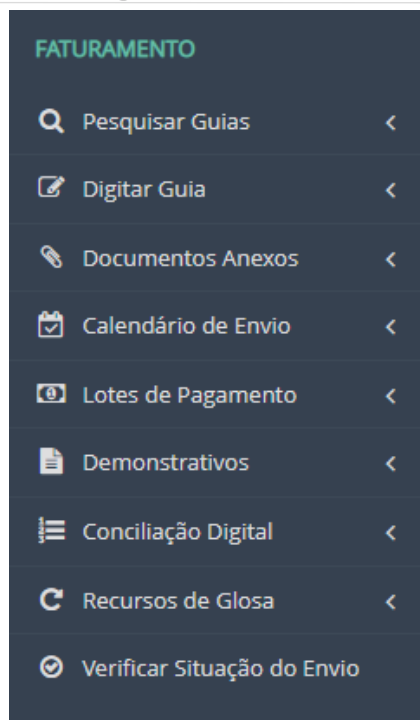 FATURAMENTO
Pesquisar Guias
Digitar Guia
Documentos Anexos
Calendário de Envio
Lotes de Pagamento
Demonstrativos
Conciliação Digital
Recursos de Glosa
Verificar Situação do Envio